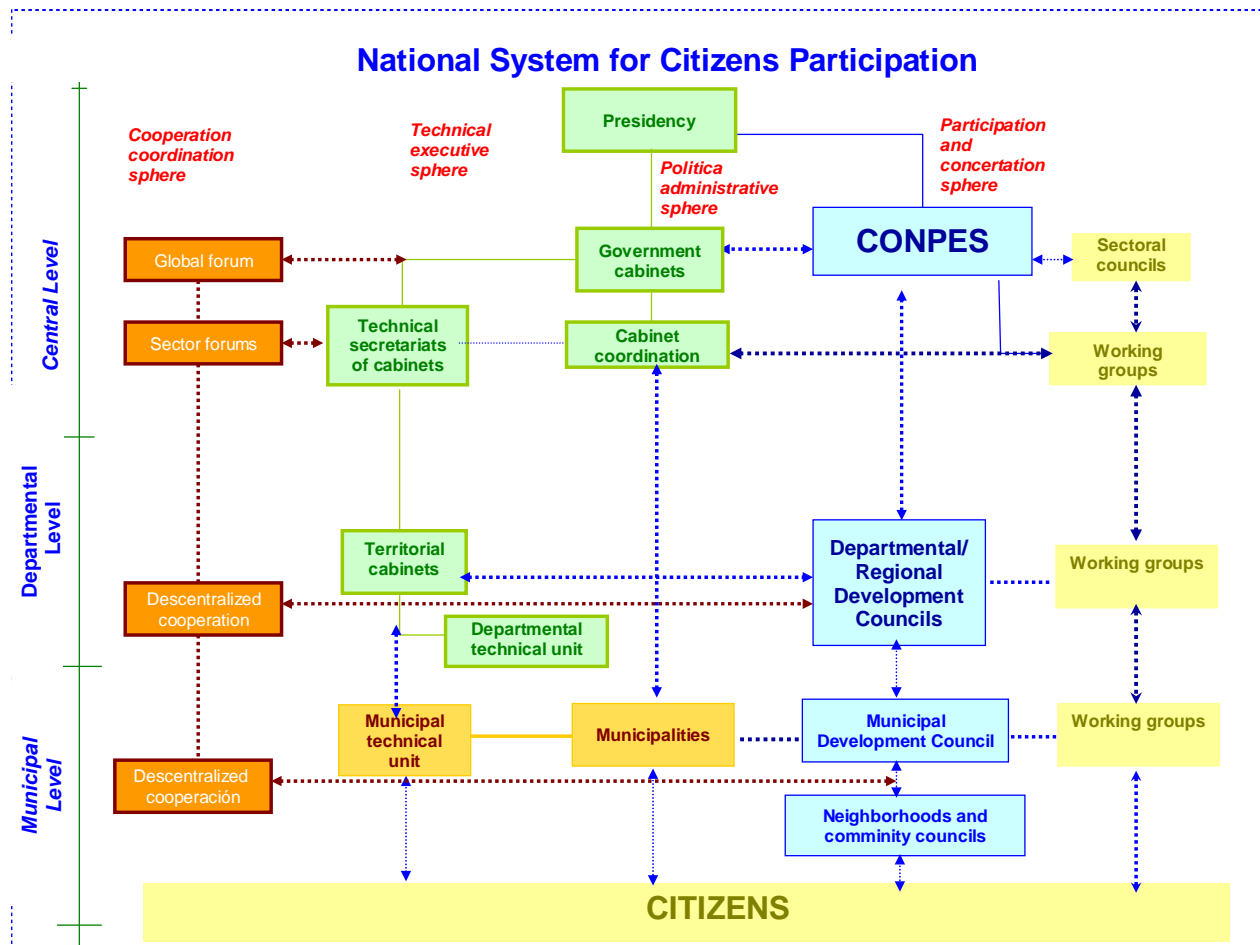 National System for Citizens Participation
Cooperation
coordination
sphere
Technical
executive
sphere
Presidency
Politica
administrative
sphere
Participation
and
concertation
sphere
Central Level
Global forum
Government
cabinets
CONPES
Sectoral
councils
Sector forums
Technical
secretariats
of cabinets
Cabinet
coordination
Working
groups
Departmental
Level
Territorial
cabinets
Departmental/
Regional
Development
Councils
Working groups
Descentralized
cooperation
Departmental
technical unit
Municipal
Level
Municipal
technical
unit
Municipalities
Municipal
Development Council
Working groups
Descentralized
cooperación
Neighborhoods and
comminity councils
CITIZENS